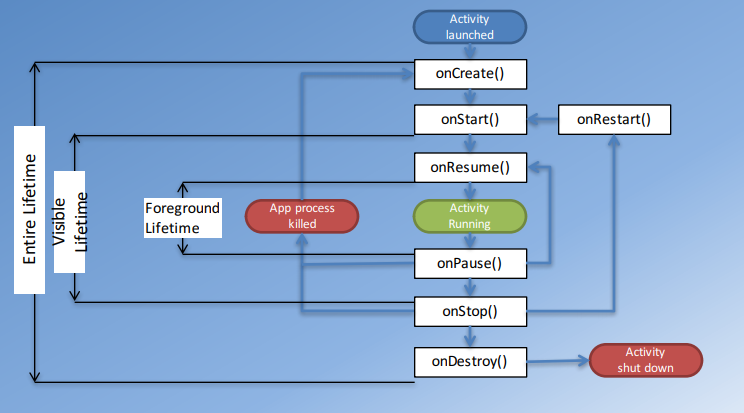 Activity
launched
onCreate()
onStart()
onRestart()
onResume()
Entire Lifetime
Visible
Lifetime
Foreground
Lifetime
App process
killed
Activity
Running
onPause()
onStop()
onDestroy()
Activity
shut down